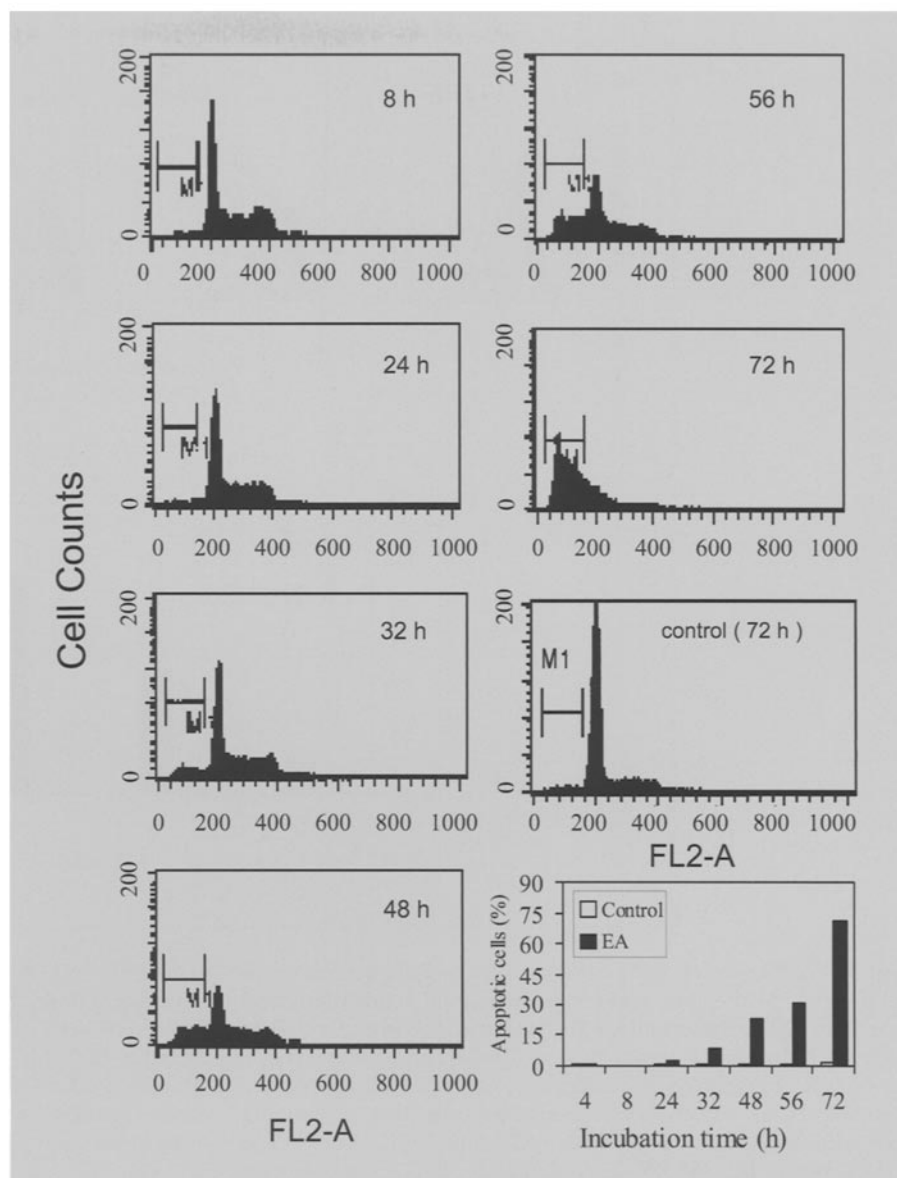 200
8 h
0
0 200 400 600 800 1000
200
56 h
0
0 200 400 600 800 1000
200
24 h
0
0 200 400 600 800 1000
200
72 h
0
0 200 400 600 800 1000
Cell Counts
200
32 h
0
0 200 400 600 800 1000
200
control ( 72 h )
M1
0
0 200 400 600 800 1000
FL2-A
200
48 h
0
0 200 400 600 800 1000
FL2-A
90
75
60
45
30
15
0
Apoptotic cells (%)
Control
EA
4 8 24 32 48 56 72
Incubation time (h)